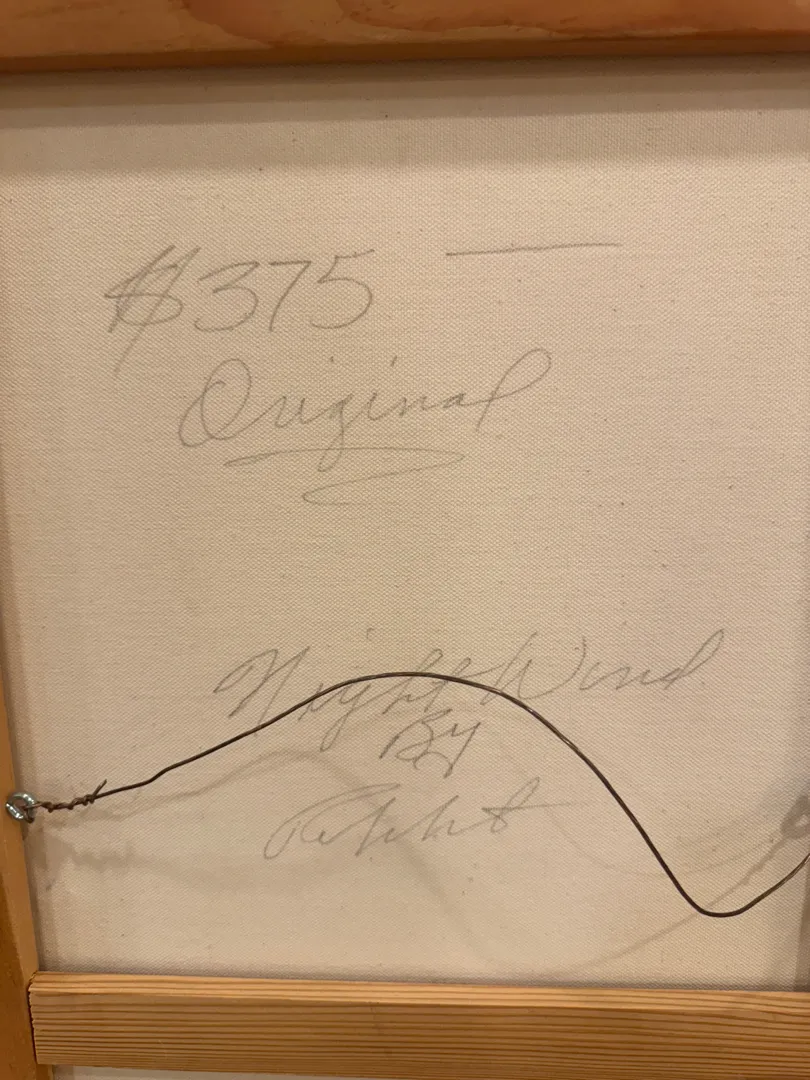 $375 —
Original
Night Wind
By